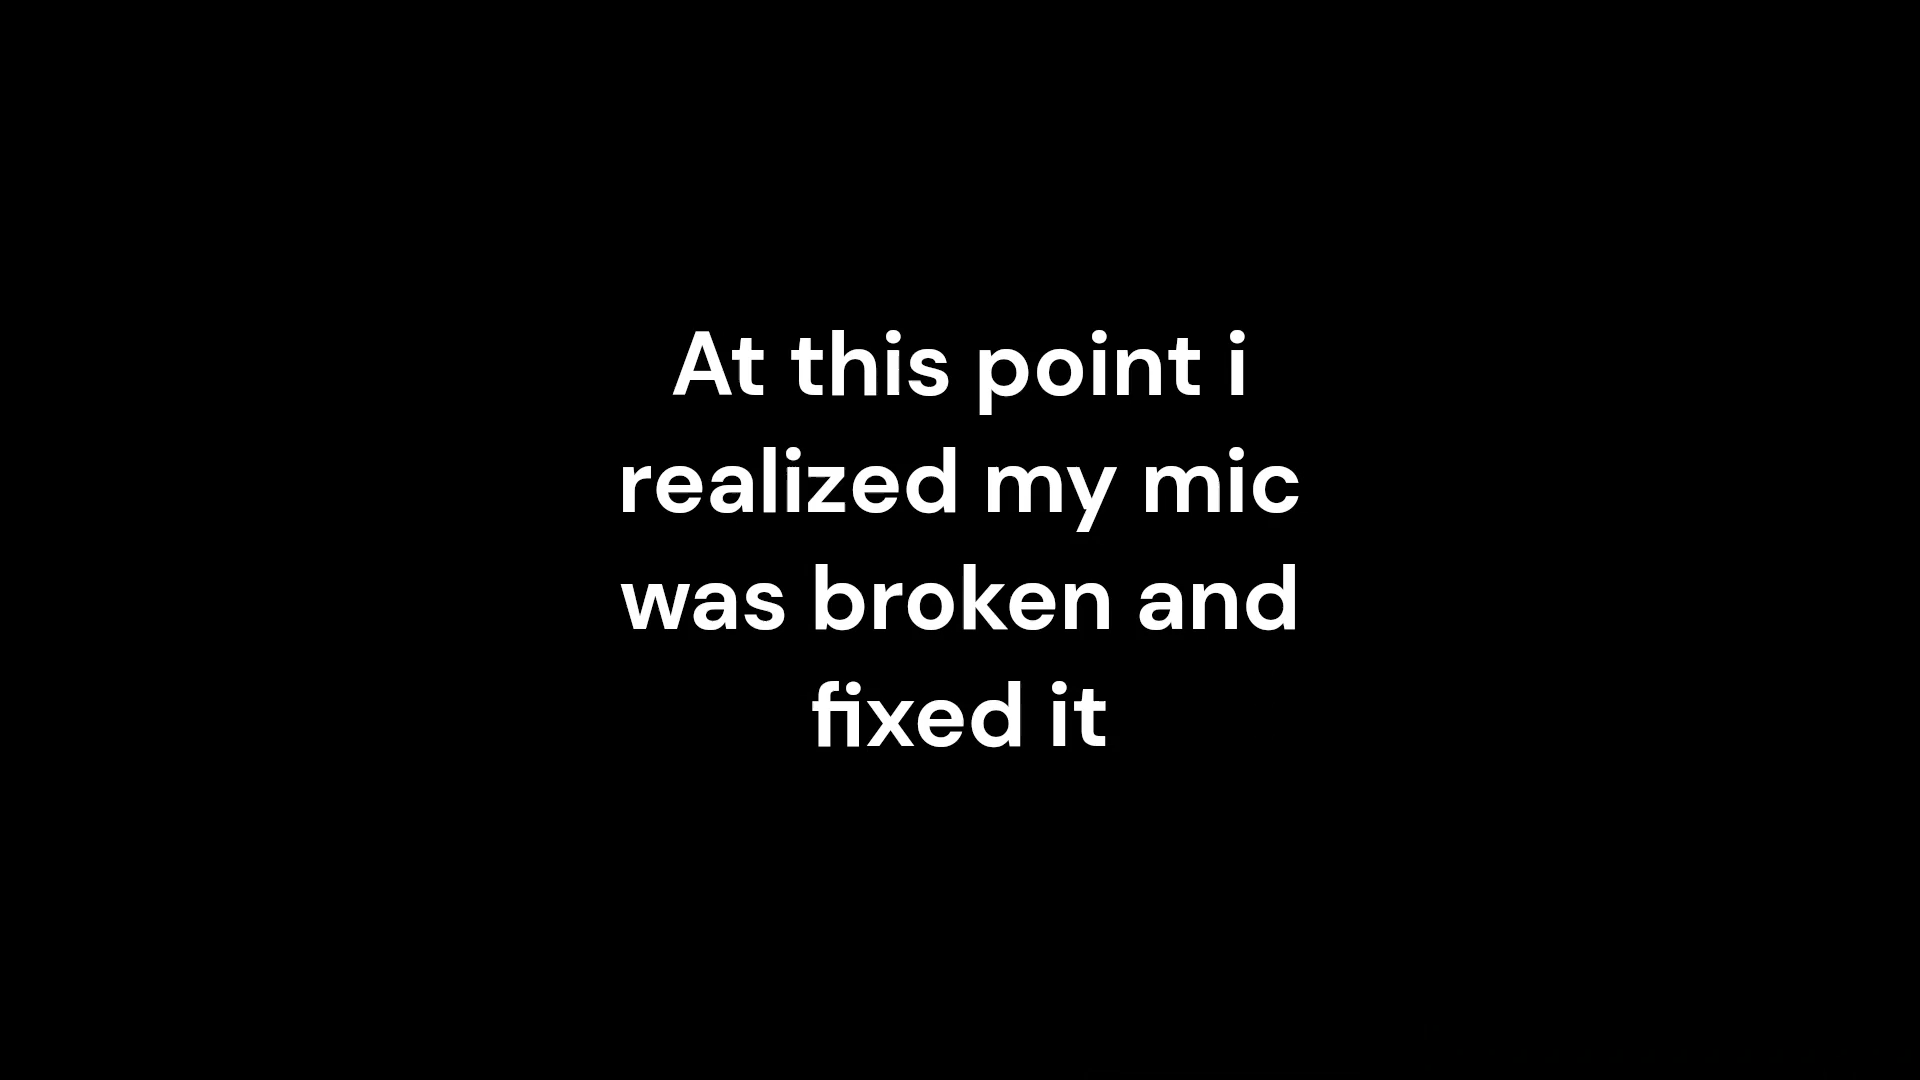 At this point i
realized my mic
was broken and
fixed it